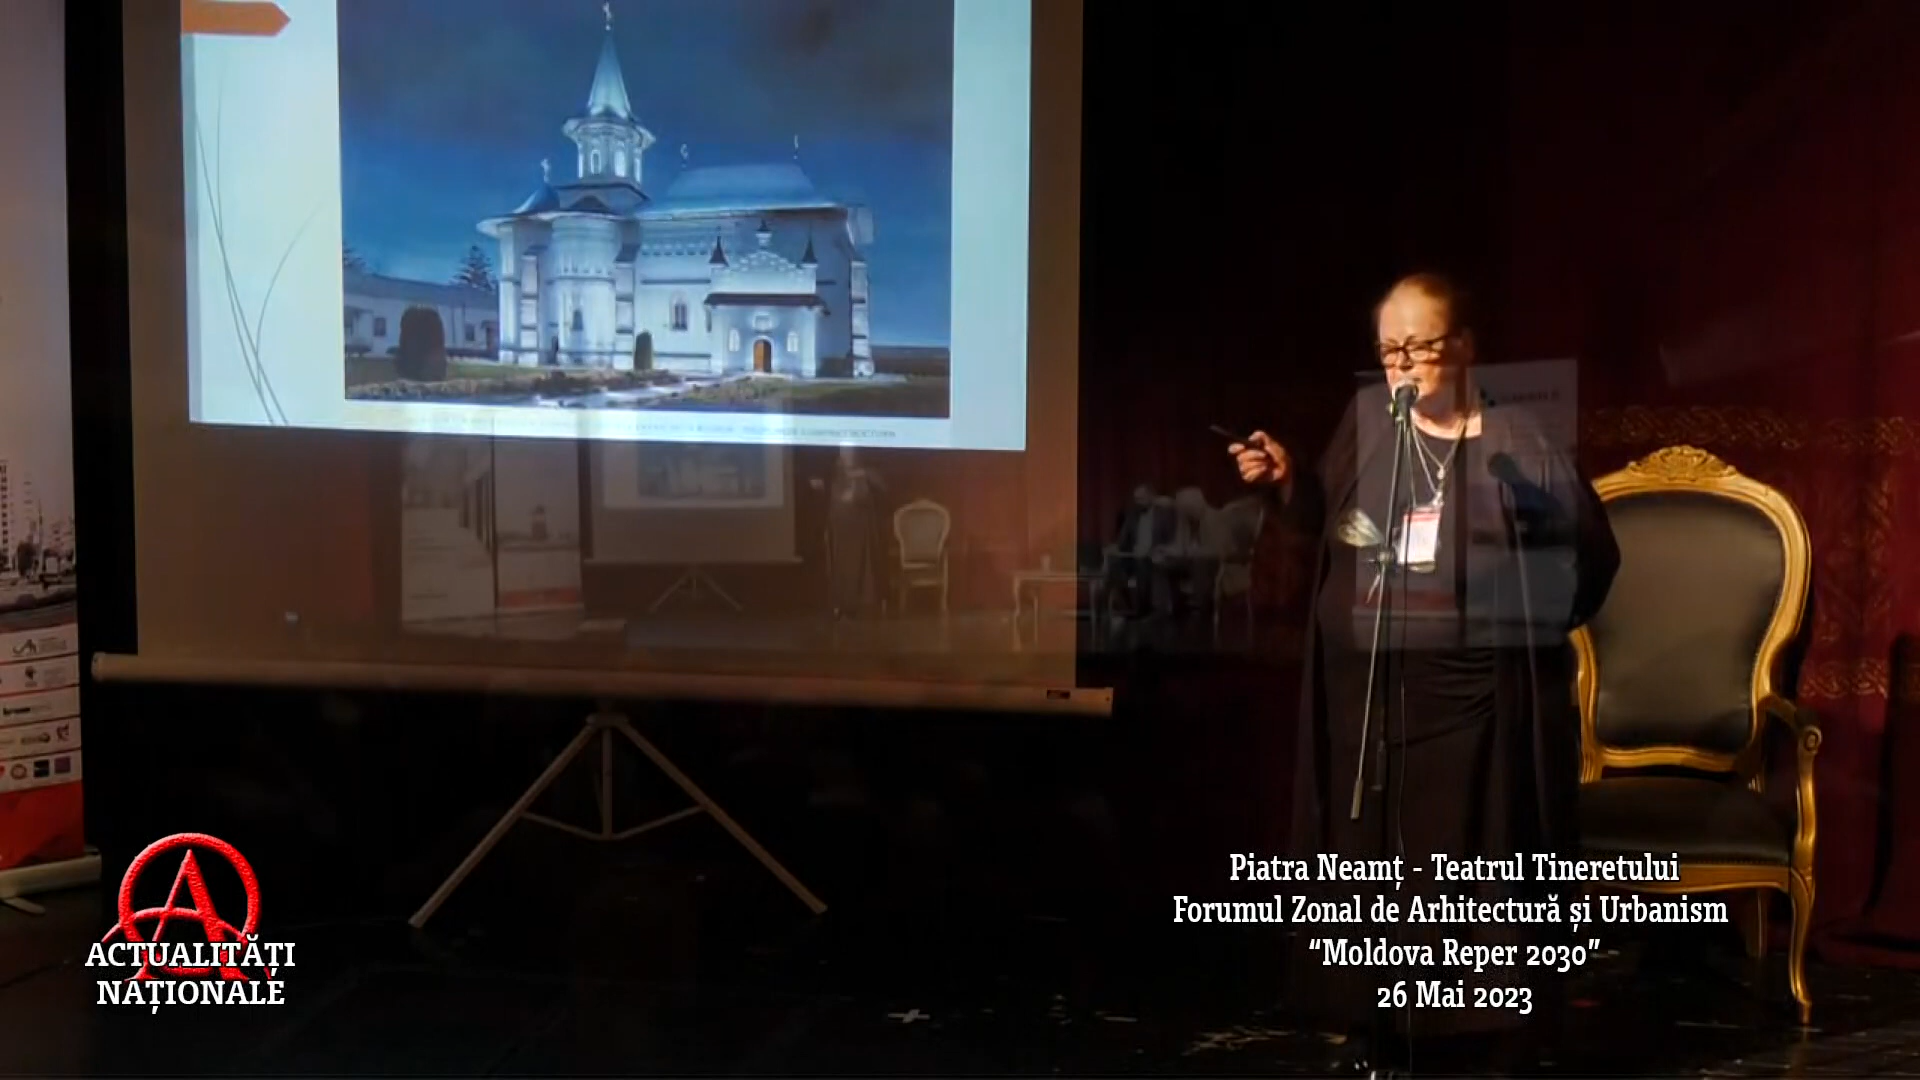 ACTUALITĂȚI
NAȚIONALE
Piatra Neamț - Teatrul Tineretului
Forumul Zonal de Arhitectură și Urbanism
“Moldova Reper 2030”
26 Mai 2023